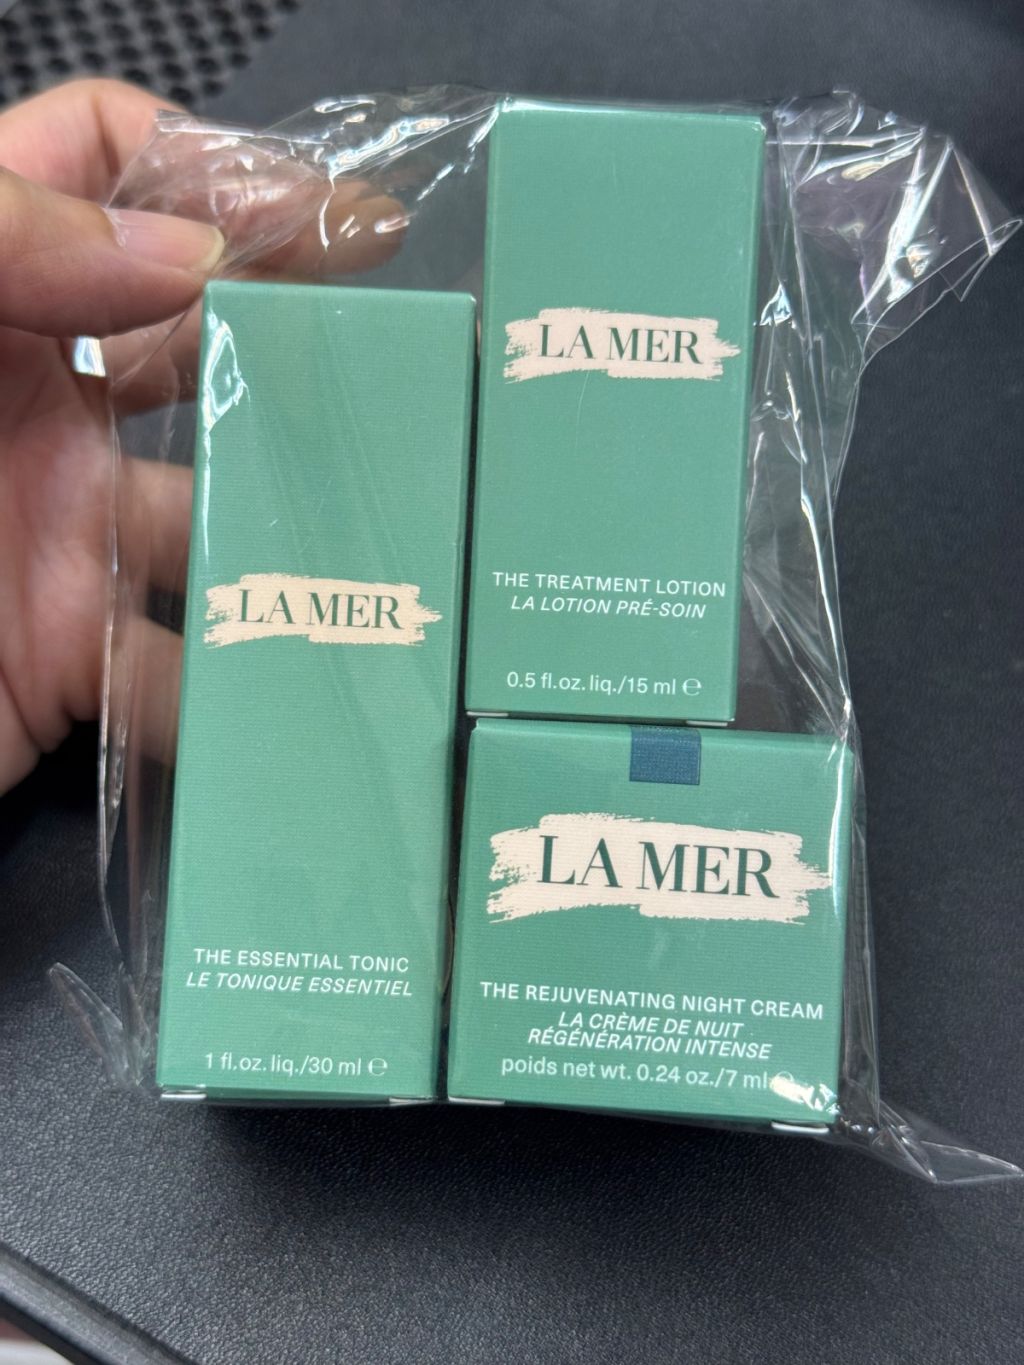 LA MER
THE TREATMENT LOTION
LA LOTION PRÉ-SOIN
0.5 fl.oz.liq./15 ml ℮
LA MER
THE ESSENTIAL TONIC
LE TONIQUE ESSENTIEL
1 fl.oz.liq./30 ml ℮
LA MER
THE REJUVENATING NIGHT CREAM
LA CRÈME DE NUIT
RÉGÉNÉRATION INTENSE
poids net wt. 0.24 oz./7 ml ℮